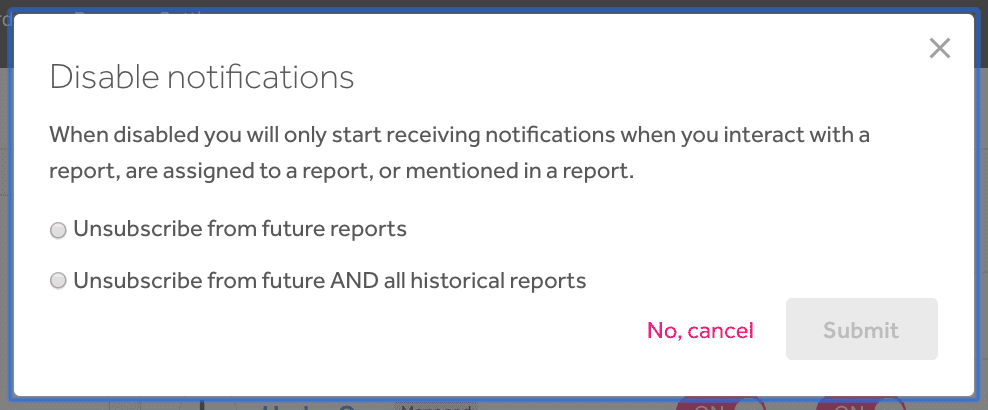 Disable notifications
When disabled you will only start receiving notifications when you interact with a
report, are assigned to a report, or mentioned in a report.
Unsubscribe from future reports
Unsubscribe from future AND all historical reports
No, cancel
Submit